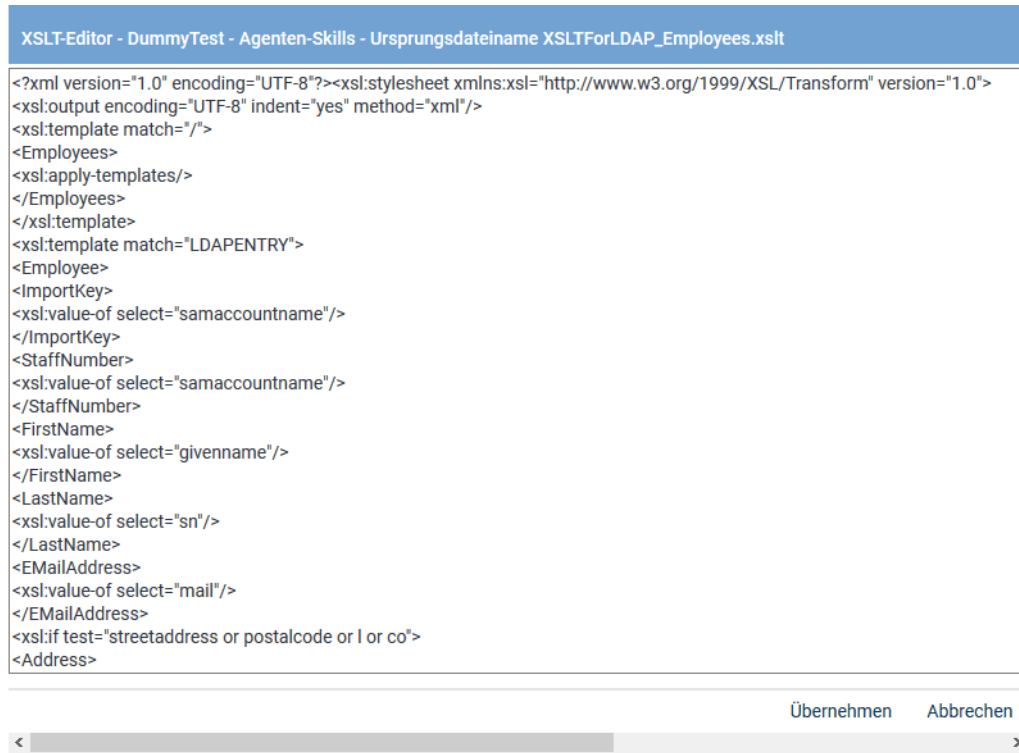 XSLT-Editor - DummyTest - Agenten-Skills - Ursprungsdateiname XSLTForLDAP_Employees.xslt
<?xml version="1.0" encoding="UTF-8"?><xsl:stylesheet xmlns:xsl="http://www.w3.org/1999/XSL/Transform" version="1.0">
<xsl:output encoding="UTF-8" indent="yes" method="xml"/>
<xsl:template match="/">
<Employees>
<xsl:apply-templates/>
</Employees>
</xsl:template>
<xsl:template match="LDAPENTRY">
<Employee>
<ImportKey>
<xsl:value-of select="samaccountname"/>
</ImportKey>
<StaffNumber>
<xsl:value-of select="samaccountname"/>
</StaffNumber>
<FirstName>
<xsl:value-of select="givenname"/>
</FirstName>
<LastName>
<xsl:value-of select="sn"/>
</LastName>
<EMailAddress>
<xsl:value-of select="mail"/>
</EMailAddress>
<xsl:if test="streetaddress or postalcode or l or co">
<Address>
Übernehmen Abbrechen